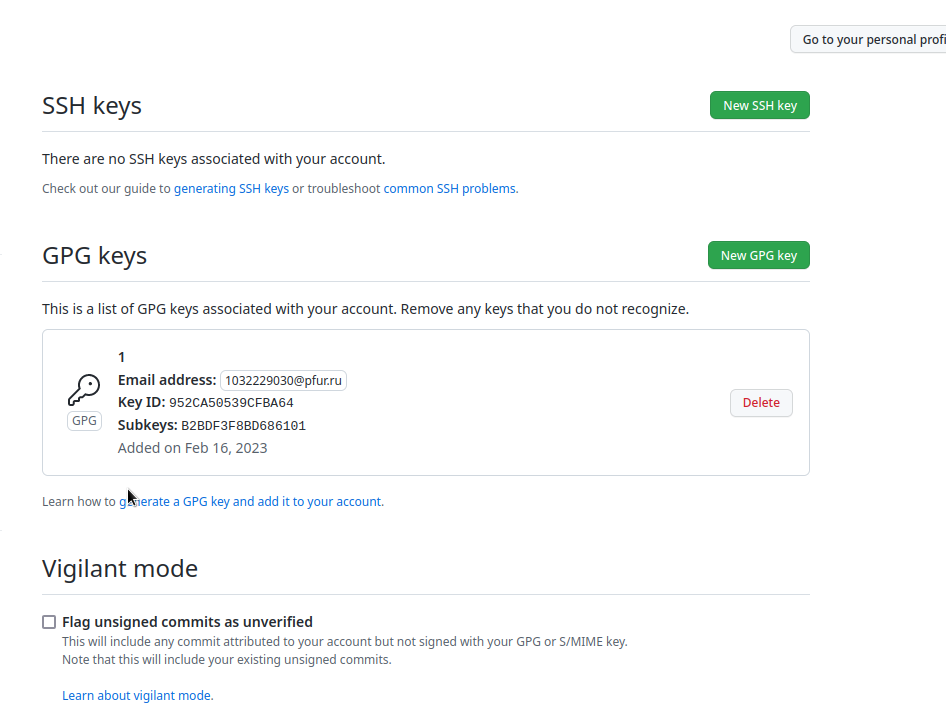 Go to your personal profi
SSH keys
New SSH key
There are no SSH keys associated with your account.
Check out our guide to generating SSH keys or troubleshoot common SSH problems.
GPG keys
New GPG key
This is a list of GPG keys associated with your account. Remove any keys that you do not recognize.
1
Email address: 1032229030@pfur.ru
Key ID: 952CA50539CFBA64
GPG
Subkeys: B2BDF3F8BD686101
Added on Feb 16, 2023
Delete
Learn how to generate a GPG key and add it to your account.
Vigilant mode
Flag unsigned commits as unverified
This will include any commit attributed to your account but not signed with your GPG or S/MIME key.
Note that this will include your existing unsigned commits.
Learn about vigilant mode.